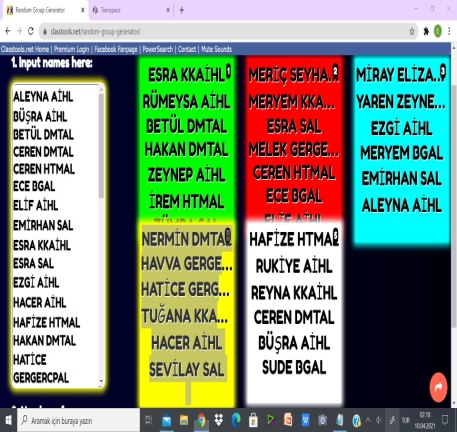 Random Group Generator
Twinspace
classtools.net/random-group-generator/
Classtools.net Home | Premium Login | Facebook Fanpage | PowerSearch | Contact | Mute Sounds
1. Input names here:
ALEYNA AİHL
BÜŞRA AİHL
BETÜL DMTAL
CEREN DMTAL
CEREN HTMAL
ECE BGAL
ELİF AİHL
EMİRHAN SAL
ESRA KKAİHL
ESRA SAL
EZGİ AİHL
HACER AİHL
HAFİZE HTMAL
HAKAN DMTAL
HATİCE
GERGERCPAL
ESRA KKAİHL
RÜMEYSA AİHL
BETÜL DMTAL
HAKAN DMTAL
ZEYNEP AİHL
İREM HTMAL
MERİÇ SEYHA...
MERYEM KKA...
ESRA SAL
MELEK GERGE...
CEREN HTMAL
ECE BGAL
ELİF AİHL
MİRAY ELİZA...
YAREN ZEYNE...
EZGİ AİHL
MERYEM BGAL
EMİRHAN SAL
ALEYNA AİHL
NERMİN DMTAL
HAVVA GERGE...
HATİCE GERG...
TUĞANA KKA...
HACER AİHL
SEVİLAY SAL
HAFİZE HTMAL
RUKİYE AİHL
REYNA KKAİHL
CEREN DMTAL
BÜŞRA AİHL
SUDE BGAL
Aramak için buraya yazın
TUR
02:18
10.04.2021